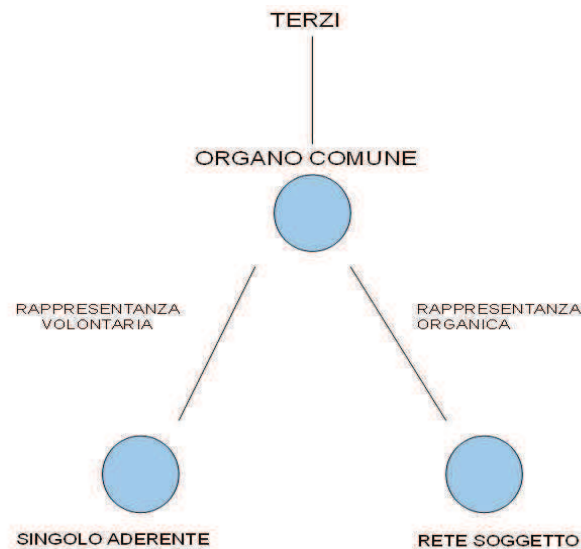 TERZI
ORGANO COMUNE
RAPPRESENTANZA
VOLONTARIA
RAPPRESENTANZA
ORGANICA
SINGOLO ADERENTE
RETE SOGGETTO